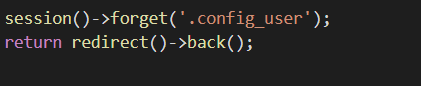 session()->forget('.config_user');
return redirect()->back();